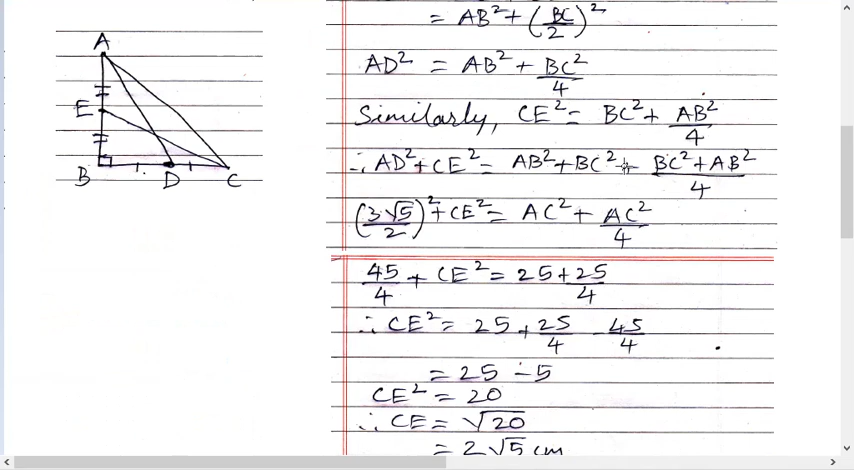 A
E
B D C
= AB² + (BC/2)²
AD² = AB² + BC²/4
Similarly, CE² = BC² + AB²/4
∴ AD² + CE² = AB² + BC² + (BC² + AB²)/4
(3√5/2)² + CE² = AC² + AC²/4
45/4 + CE² = 25 + 25/4
∴ CE² = 25 + 25/4 - 45/4
= 25 - 5
CE² = 20
∴ CE = √20
= 2√5 cm